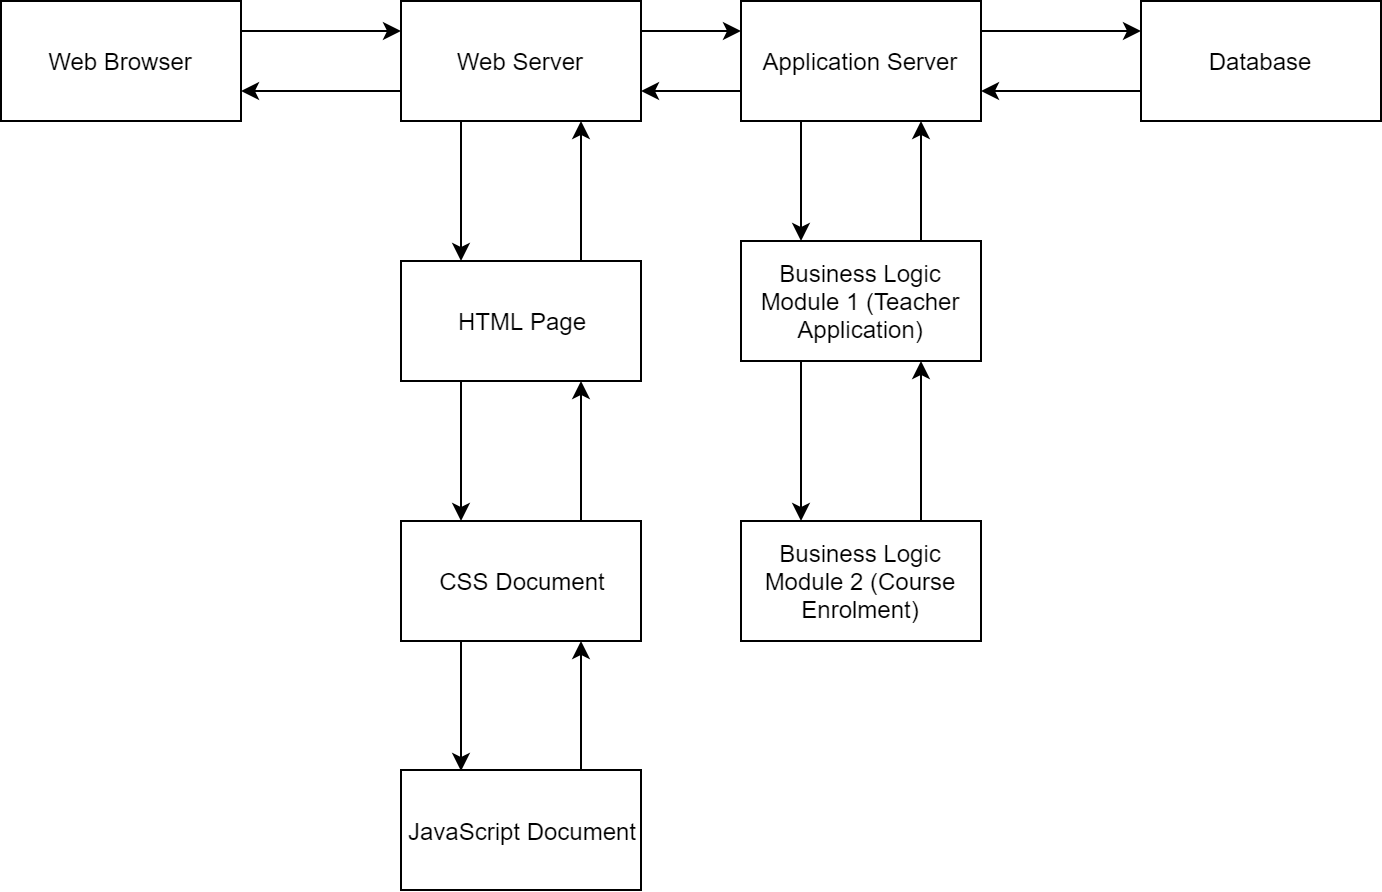 Web Browser
Web Server
Application Server
Database
HTML Page
Business Logic
Module 1 (Teacher
Application)
CSS Document
Business Logic
Module 2 (Course
Enrolment)
JavaScript Document